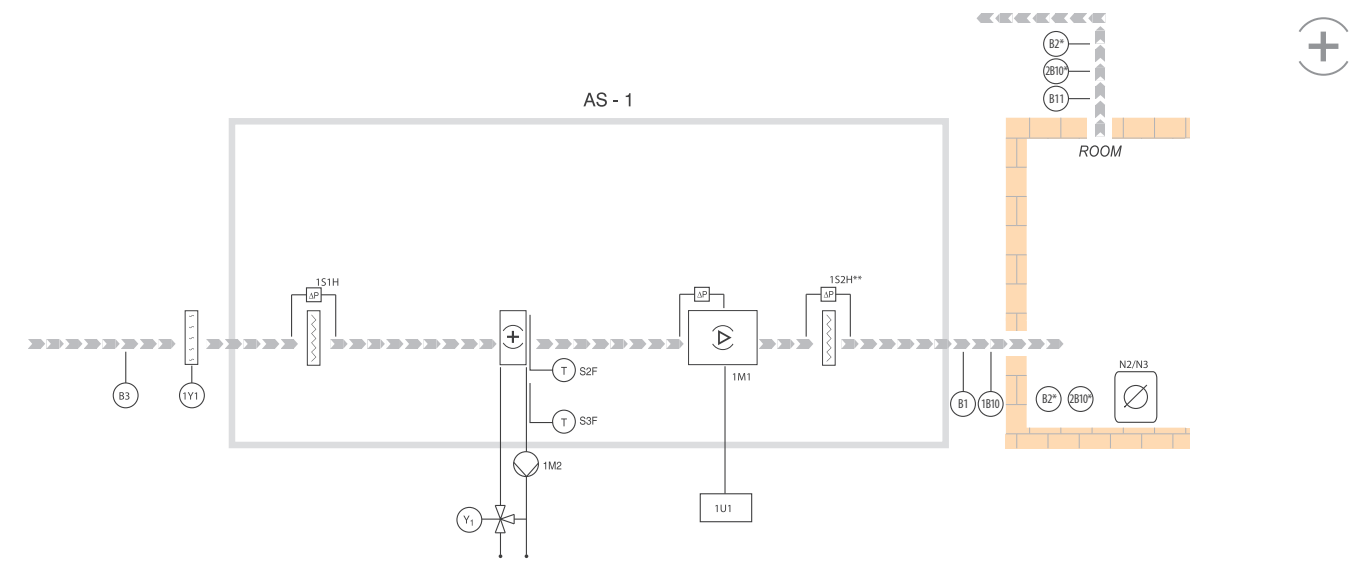 B2*
2B10*
B11
AS - 1
ROOM
1S1H
ΔP
ΔP
1S2H**
ΔP
B3
1Y1
T S2F
T S3F
1M1
B1
1B10
B2*
2B10*
N2/N3
1M2
Y1
1U1